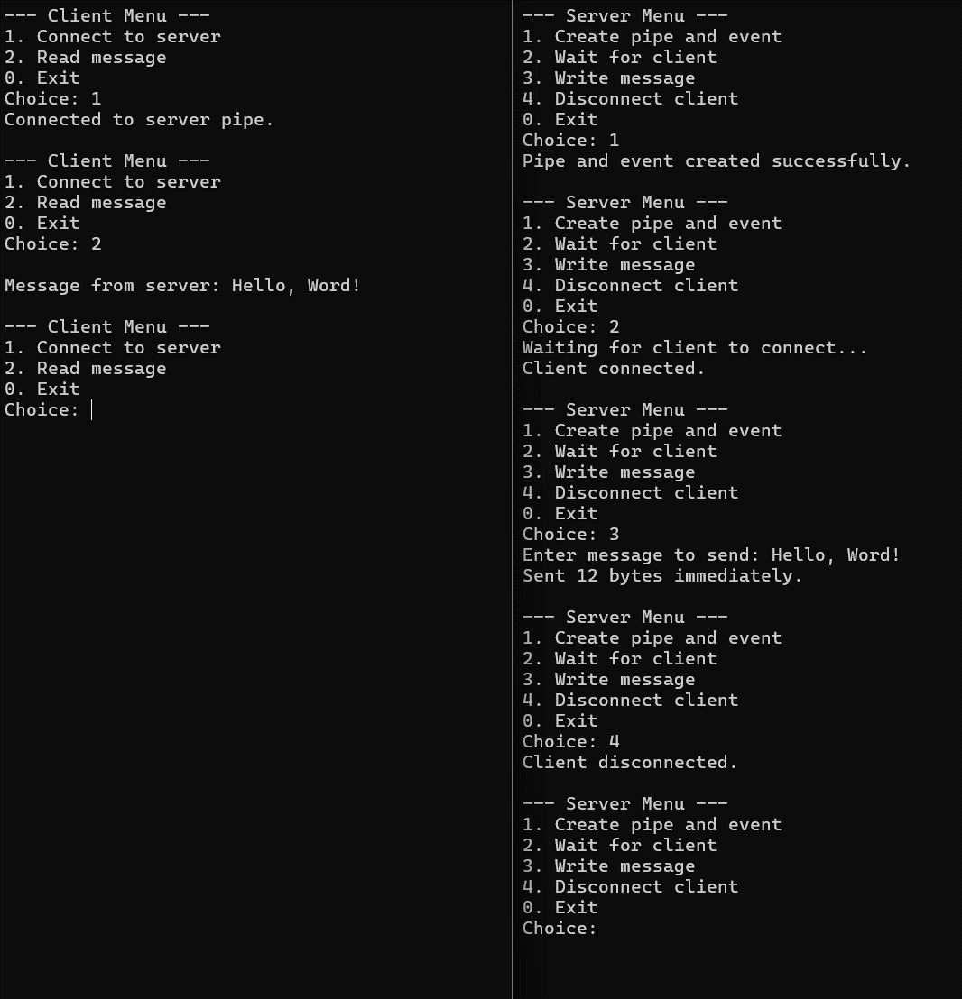 --- Client Menu ---
1. Connect to server
2. Read message
0. Exit
Choice: 1
Connected to server pipe.
--- Client Menu ---
1. Connect to server
2. Read message
0. Exit
Choice: 2
Message from server: Hello, Word!
--- Client Menu ---
1. Connect to server
2. Read message
0. Exit
Choice:
--- Server Menu ---
1. Create pipe and event
2. Wait for client
3. Write message
4. Disconnect client
0. Exit
Choice: 1
Pipe and event created successfully.
--- Server Menu ---
1. Create pipe and event
2. Wait for client
3. Write message
4. Disconnect client
0. Exit
Choice: 2
Waiting for client to connect...
Client connected.
--- Server Menu ---
1. Create pipe and event
2. Wait for client
3. Write message
4. Disconnect client
0. Exit
Choice: 3
Enter message to send: Hello, Word!
Sent 12 bytes immediately.
--- Server Menu ---
1. Create pipe and event
2. Wait for client
3. Write message
4. Disconnect client
0. Exit
Choice: 4
Client disconnected.
--- Server Menu ---
1. Create pipe and event
2. Wait for client
3. Write message
4. Disconnect client
0. Exit
Choice: